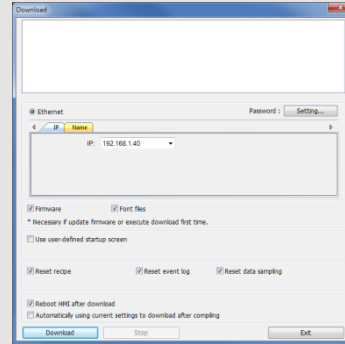 Download
Ethernet
Password : Setting...
IP Name
IP: 192.168.1.40
Firmware Font files
* Necessary if update firmware or execute download first time.
Use user-defined startup screen
Reset recipe Reset event log Reset data sampling
Reboot HMI after download
Automatically using current settings to download after compiling
Download Stop Exit